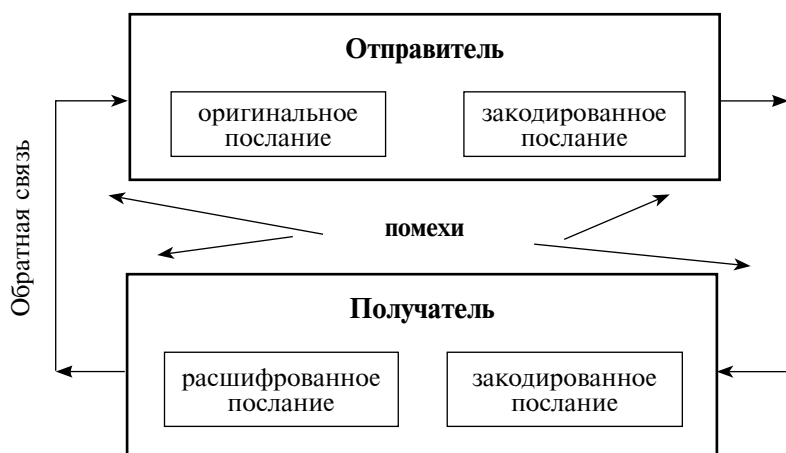 Отправитель
оригинальное
послание
закодированное
послание
Обратная связь
помехи
Получатель
расшифрованное
послание
закодированное
послание